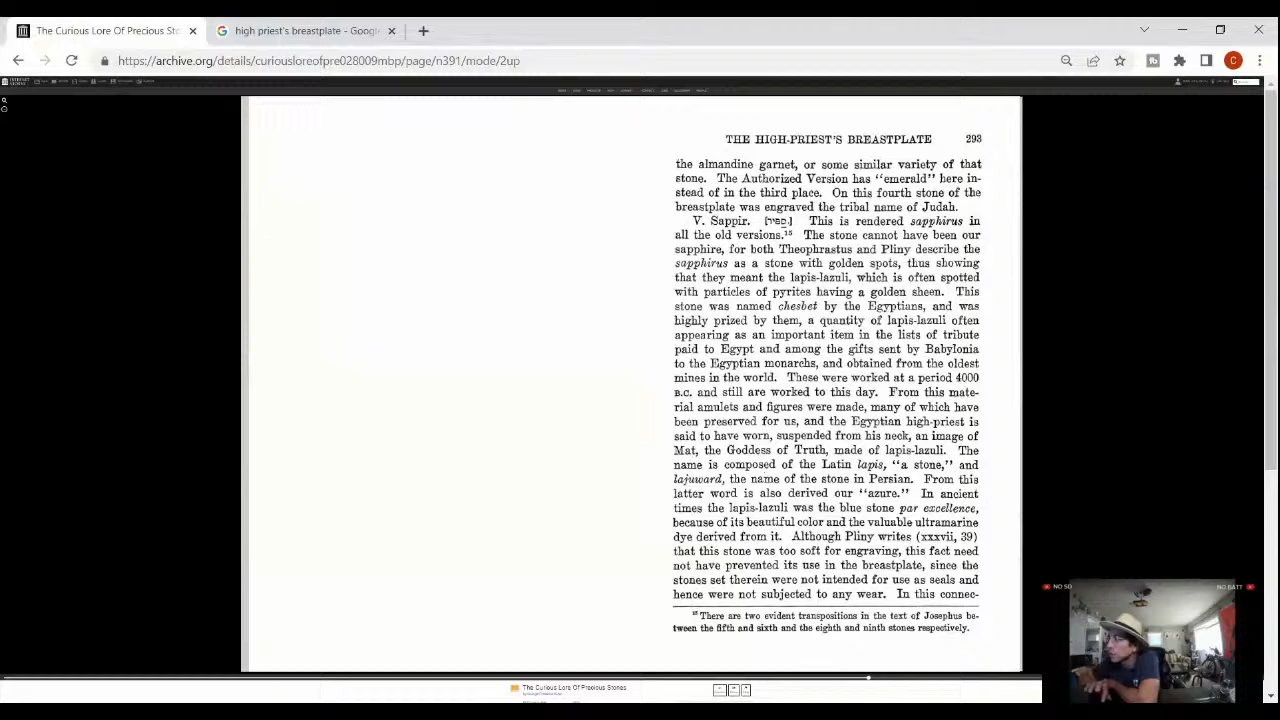 The Curious Lore Of Precious Sto
high priest's breastplate - Google
https://archive.org/details/curiousloreofpre028009mbp/page/n391/mode/2up
C
THE HIGH-PRIEST'S BREASTPLATE 293
the almandine garnet, or some similar variety of that
stone. The Authorized Version has "emerald" here in-
stead of in the third place. On this fourth stone of the
breastplate was engraved the tribal name of Judah.
V. Sappir. [ספיר.] This is rendered sapphirus in
all the old versions.¹⁵ The stone cannot have been our
sapphire, for both Theophrastus and Pliny describe the
sapphirus as a stone with golden spots, thus showing
that they meant the lapis-lazuli, which is often spotted
with particles of pyrites having a golden sheen. This
stone was named chesbet by the Egyptians, and was
highly prized by them, a quantity of lapis-lazuli often
appearing as an important item in the lists of tribute
paid to Egypt and among the gifts sent by Babylonia
to the Egyptian monarchs, and obtained from the oldest
mines in the world. These were worked at a period 4000
B.C. and still are worked to this day. From this mate-
rial amulets and figures were made, many of which have
been preserved for us, and the Egyptian high-priest is
said to have worn, suspended from his neck, an image of
Mat, the Goddess of Truth, made of lapis-lazuli. The
name is composed of the Latin lapis, "a stone," and
lajuward, the name of the stone in Persian. From this
latter word is also derived our "azure." In ancient
times the lapis-lazuli was the blue stone par excellence,
because of its beautiful color and the valuable ultramarine
dye derived from it. Although Pliny writes (xxxvii, 39)
that this stone was too soft for engraving, this fact need
not have prevented its use in the breastplate, since the
stones set therein were not intended for use as seals and
hence were not subjected to any wear. In this connec-
¹⁵ There are two evident transpositions in the text of Josephus be-
tween the fifth and sixth and the eighth and ninth stones respectively.
NO SD NO BATT
The Curious Lore Of Precious Stones